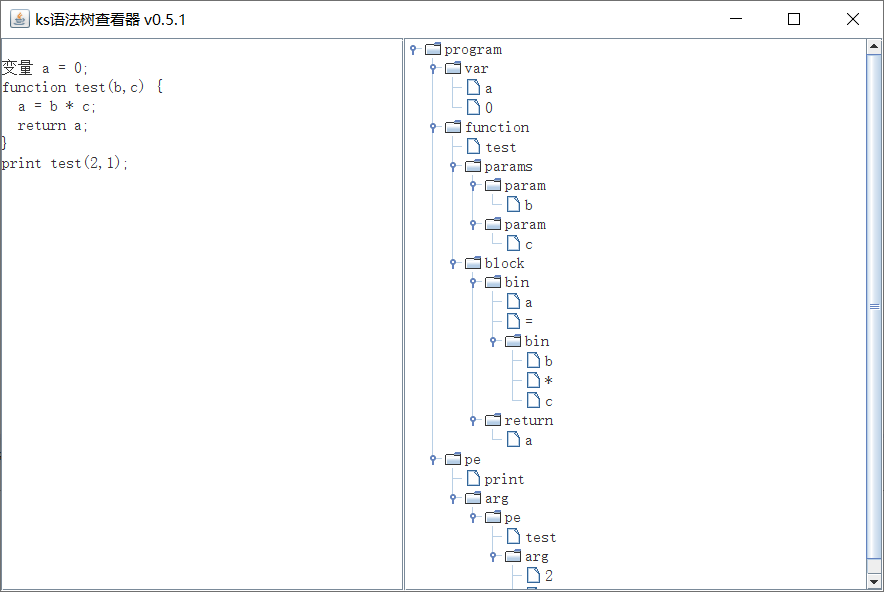 ks语法树查看器 v0.5.1
变量 a = 0;
function test(b,c) {
  a = b * c;
  return a;
}
print test(2,1);
program
var
a
0
function
test
params
param
b
param
c
block
bin
a
=
bin
b
*
c
return
a
pe
print
arg
pe
test
arg
2